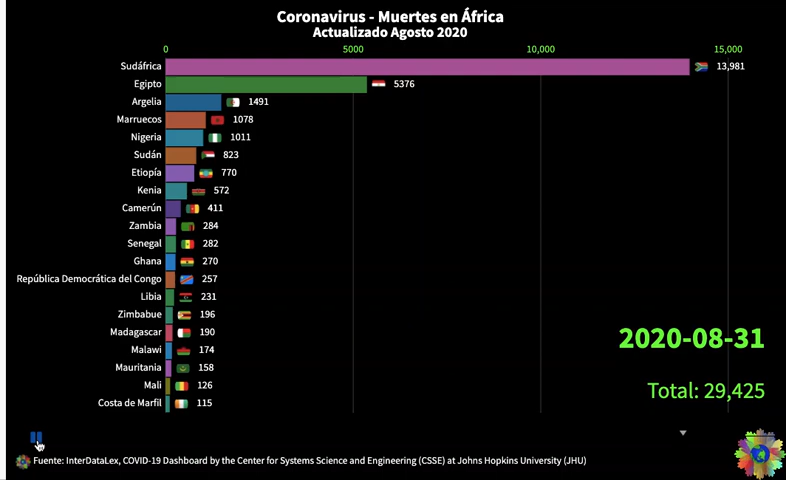 Coronavirus - Muertes en África
Actualizado Agosto 2020
0 5000 10,000 15,000
Sudáfrica 13,981
Egipto 5376
Argelia 1491
Marruecos 1078
Nigeria 1011
Sudán 823
Etiopía 770
Kenia 572
Camerún 411
Zambia 284
Senegal 282
Ghana 270
República Democrática del Congo 257
Libia 231
Zimbabue 196
Madagascar 190
Malawi 174
Mauritania 158
Mali 126
Costa de Marfil 115
2020-08-31
Total: 29,425
Fuente: InterDataLex, COVID-19 Dashboard by the Center for Systems Science and Engineering (CSSE) at Johns Hopkins University (JHU)